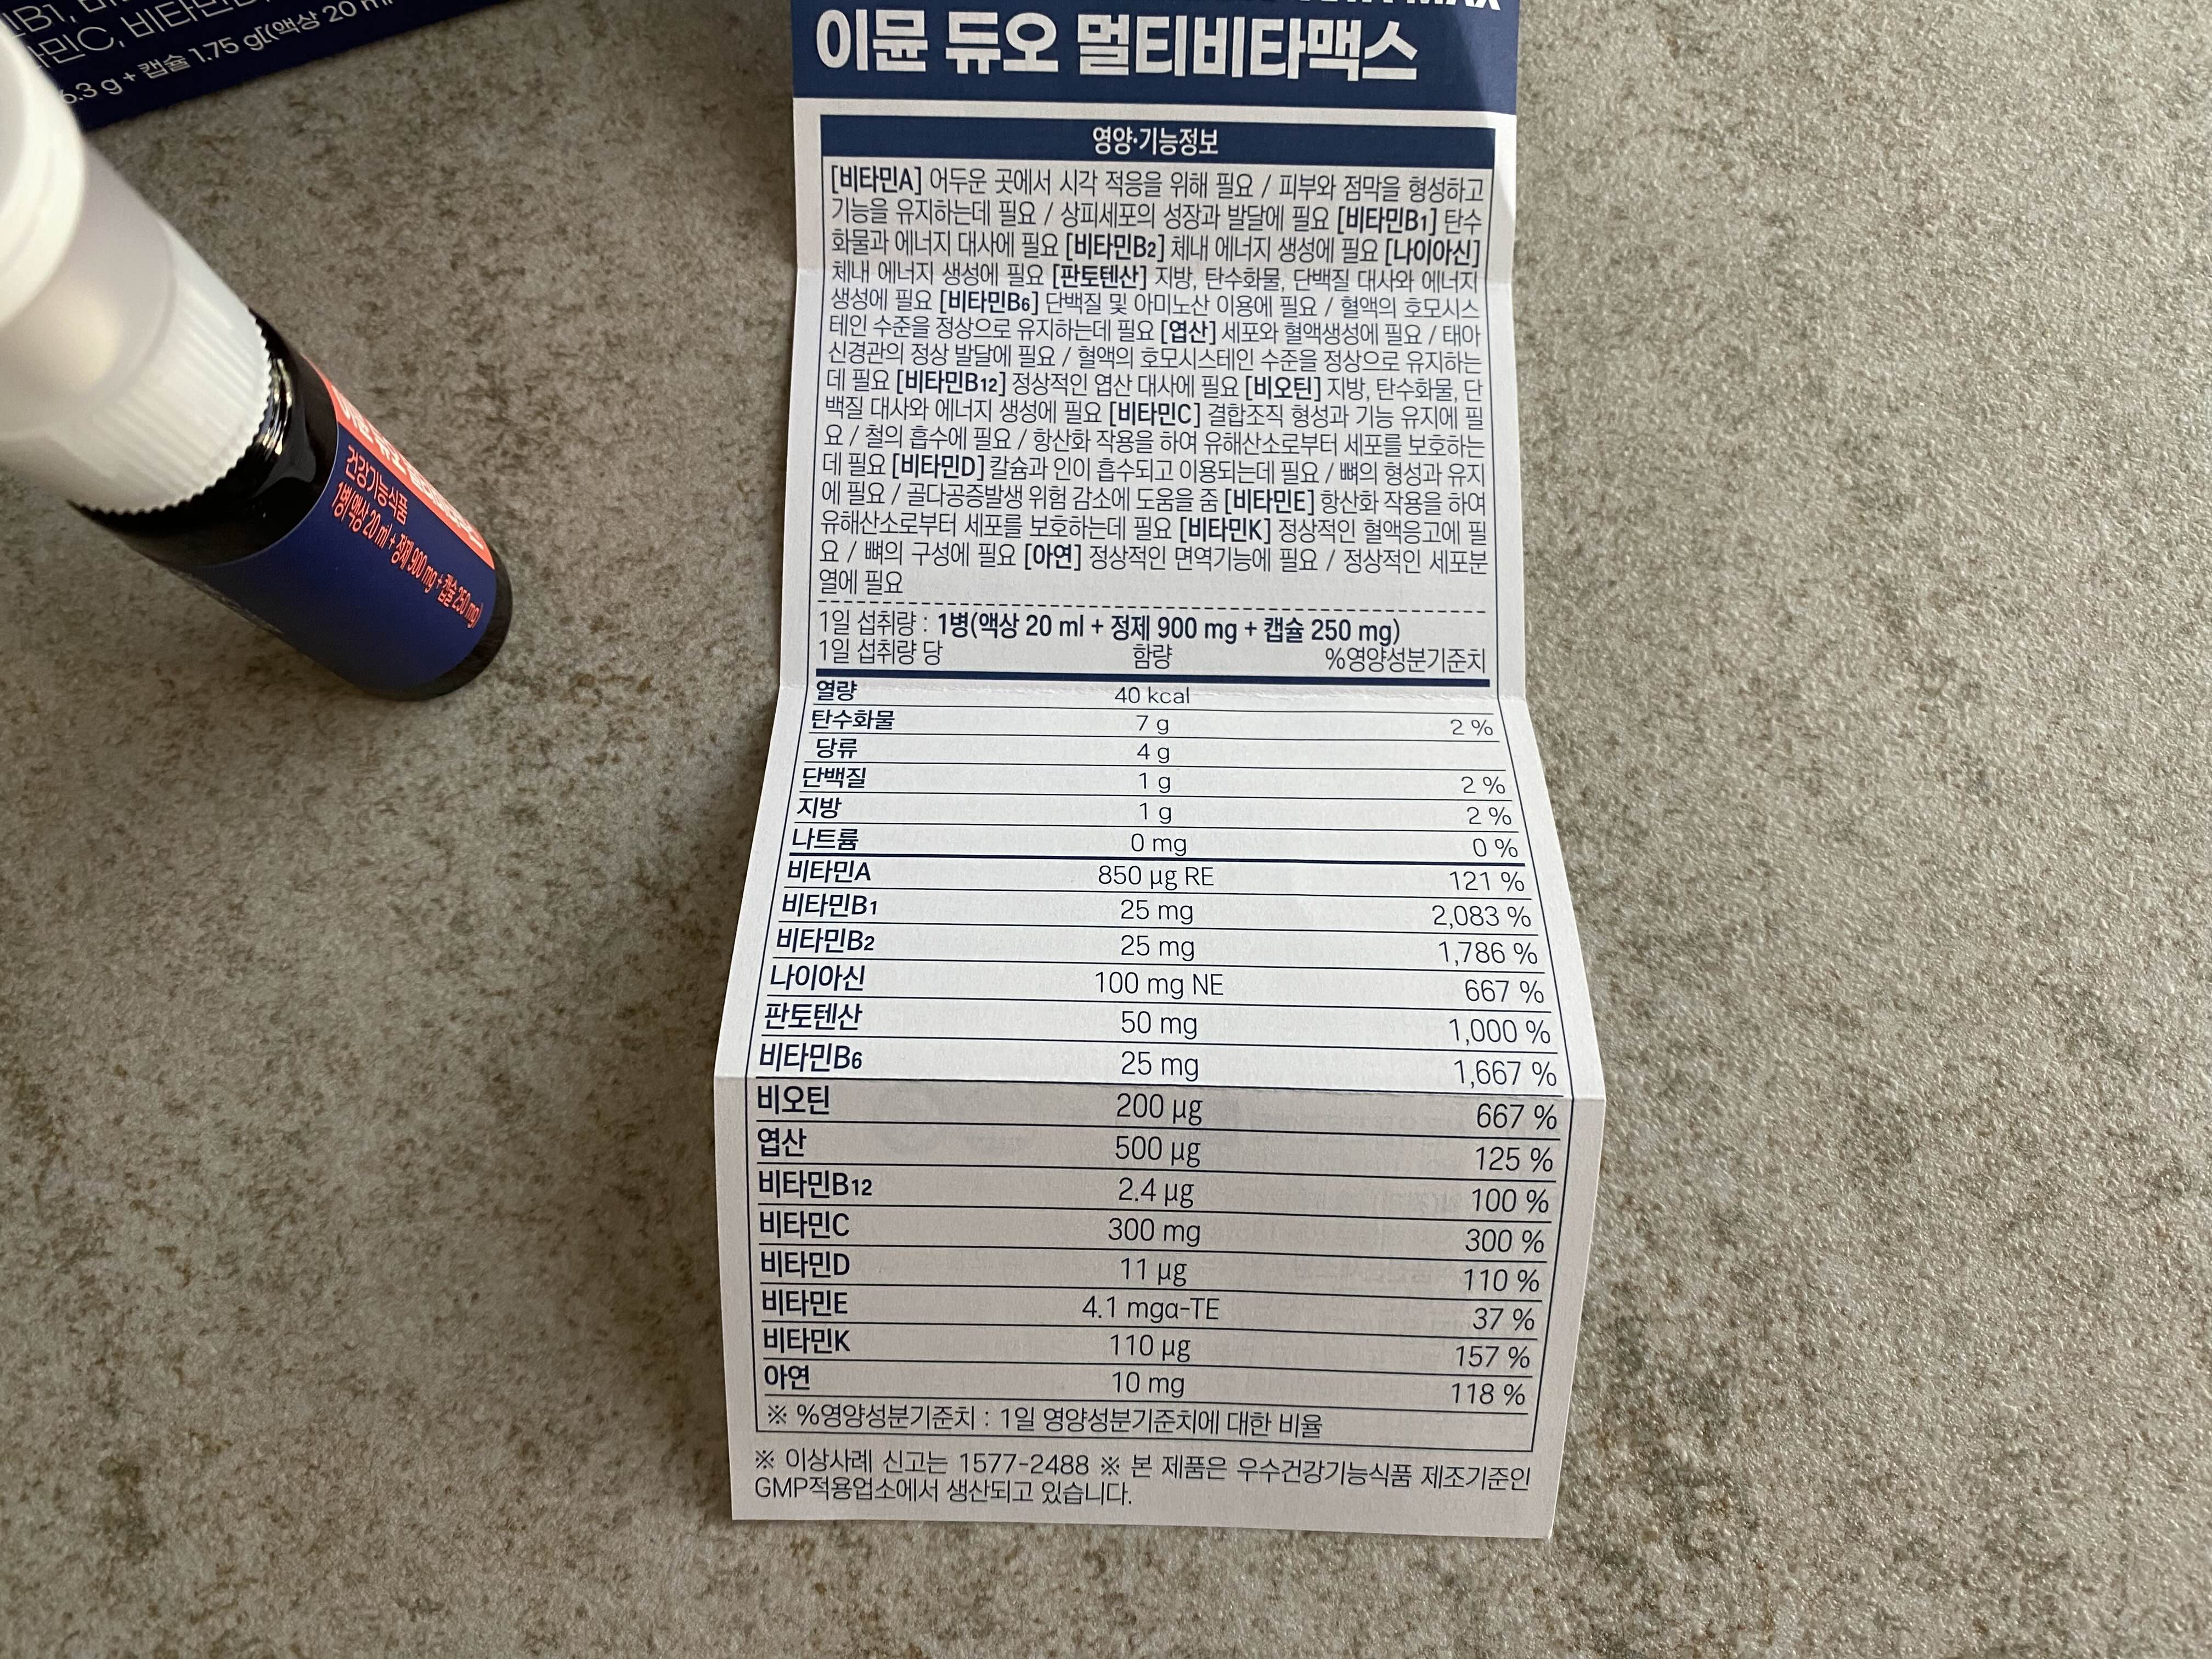 민C, 비타민
6.3 g + 캡슐 1.75 g[(액상 20 ml
MAX
이뮨 듀오 멀티비타맥스
영양·기능정보
[비타민A] 어두운 곳에서 시각 적응을 위해 필요 / 피부와 점막을 형성하고
기능을 유지하는데 필요 / 상피세포의 성장과 발달에 필요 [비타민B1] 탄수
화물과 에너지 대사에 필요 [비타민B2] 체내 에너지 생성에 필요 [나이아신]
체내 에너지 생성에 필요 [판토텐산] 지방, 탄수화물, 단백질 대사와 에너지
생성에 필요 [비타민B6] 단백질 및 아미노산 이용에 필요 / 혈액의 호모시스
테인 수준을 정상으로 유지하는데 필요 [엽산] 세포와 혈액생성에 필요 / 태아
신경관의 정상 발달에 필요 / 혈액의 호모시스테인 수준을 정상으로 유지하는
데 필요 [비타민B12] 정상적인 엽산 대사에 필요 [비오틴] 지방, 탄수화물, 단
백질 대사와 에너지 생성에 필요 [비타민C] 결합조직 형성과 기능 유지에 필
요 / 철의 흡수에 필요 / 항산화 작용을 하여 유해산소로부터 세포를 보호하는
데 필요 [비타민D] 칼슘과 인이 흡수되고 이용되는데 필요 / 뼈의 형성과 유지
에 필요 / 골다공증발생 위험 감소에 도움을 줌 [비타민E] 항산화 작용을 하여
유해산소로부터 세포를 보호하는데 필요 [비타민K] 정상적인 혈액응고에 필
요 / 뼈의 구성에 필요 [아연] 정상적인 면역기능에 필요 / 정상적인 세포분
열에 필요
1일 섭취량 : 1병(액상 20 ml + 정제 900 mg + 캡슐 250 mg)
1일 섭취량 당 함량 %영양성분기준치
열량 40 kcal
탄수화물 7 g 2 %
당류 4 g
단백질 1 g 2 %
지방 1 g 2 %
나트륨 0 mg 0 %
비타민A 850 µg RE 121 %
비타민B1 25 mg 2,083 %
비타민B2 25 mg 1,786 %
나이아신 100 mg NE 667 %
판토텐산 50 mg 1,000 %
비타민B6 25 mg 1,667 %
비오틴 200 µg 667 %
엽산 500 µg 125 %
비타민B12 2.4 µg 100 %
비타민C 300 mg 300 %
비타민D 11 µg 110 %
비타민E 4.1 mgα-TE 37 %
비타민K 110 µg 157 %
아연 10 mg 118 %
※ %영양성분기준치 : 1일 영양성분기준치에 대한 비율
※ 이상사례 신고는 1577-2488 ※ 본 제품은 우수건강기능식품 제조기준인
GMP적용업소에서 생산되고 있습니다.
건강기능식품
1병(액상 20 ml + 정제 900 mg + 캡슐 250 mg)